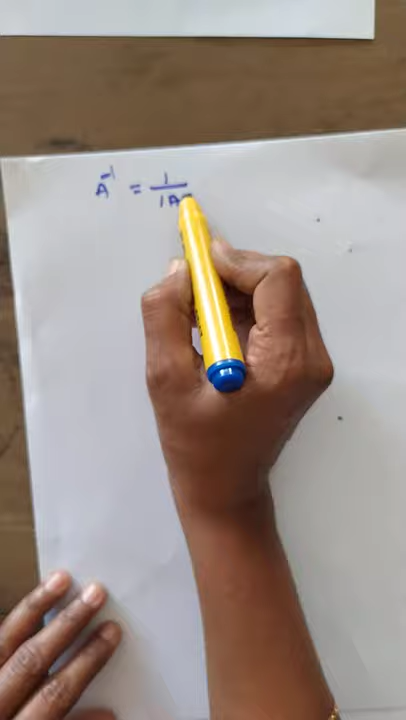 A⁻¹ = 1/|A